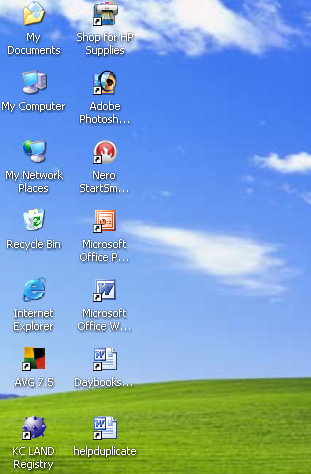 My
Documents
Shop for HP
Supplies
My Computer
Adobe
Photosh...
My Network
Places
Nero
StartSm...
Recycle Bin
Microsoft
Office P...
Internet
Explorer
Microsoft
Office W...
AVG 7.5
Daybooks...
KC LAND
Registry
helpduplicate